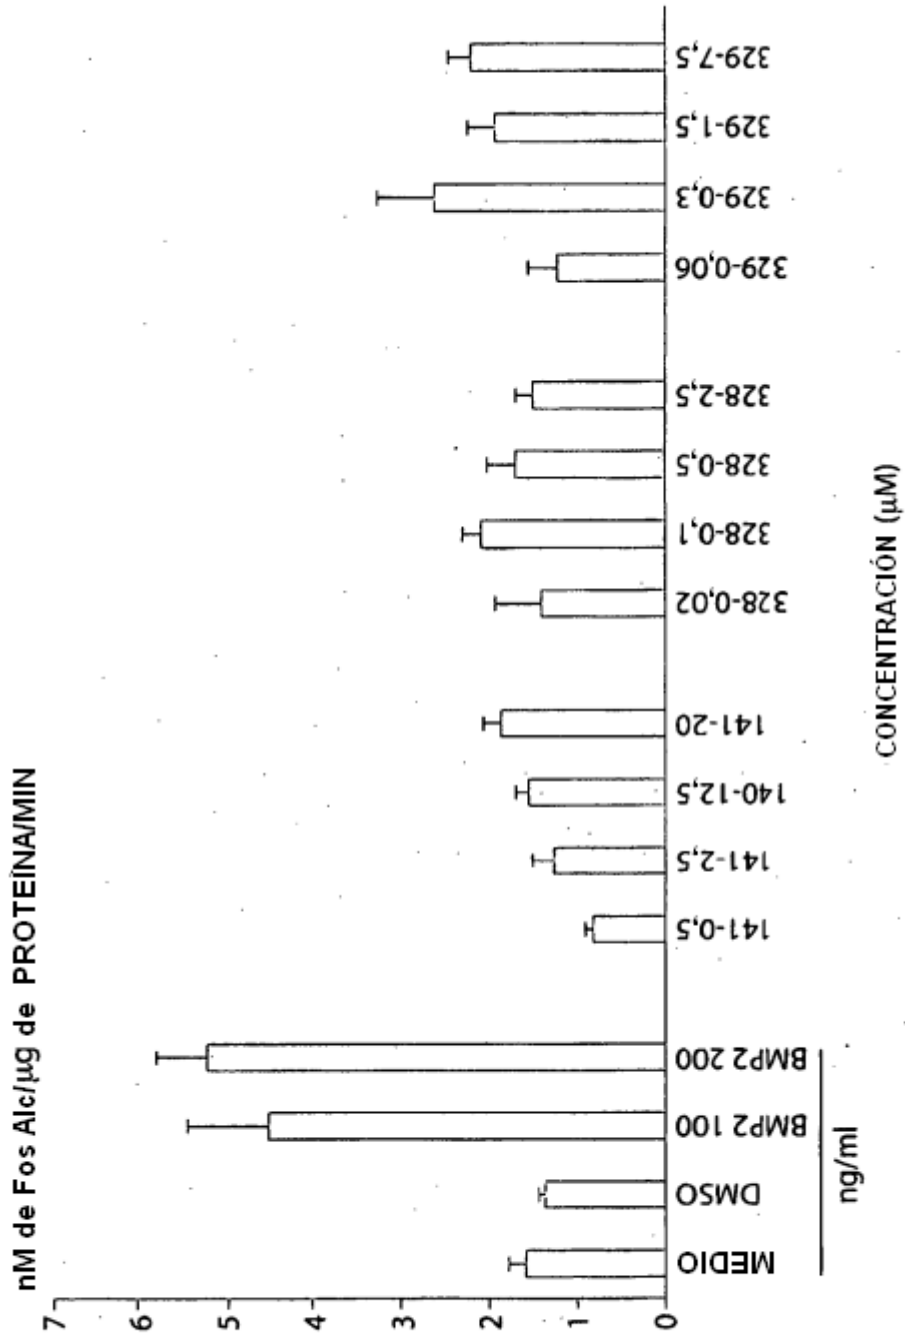 nM de Fos Alc/µg de PROTEÍNA/MIN
7
6
5
4
3
2
1
0
MEDIO
DMSO
BMP2 100
BMP2 200
ng/ml
141-0,5
141-2,5
140-12,5
141-20
328-0,02
328-0,1
328-0,5
328-2,5
329-0,06
329-0,3
329-1,5
329-7,5
CONCENTRACIÓN (µM)